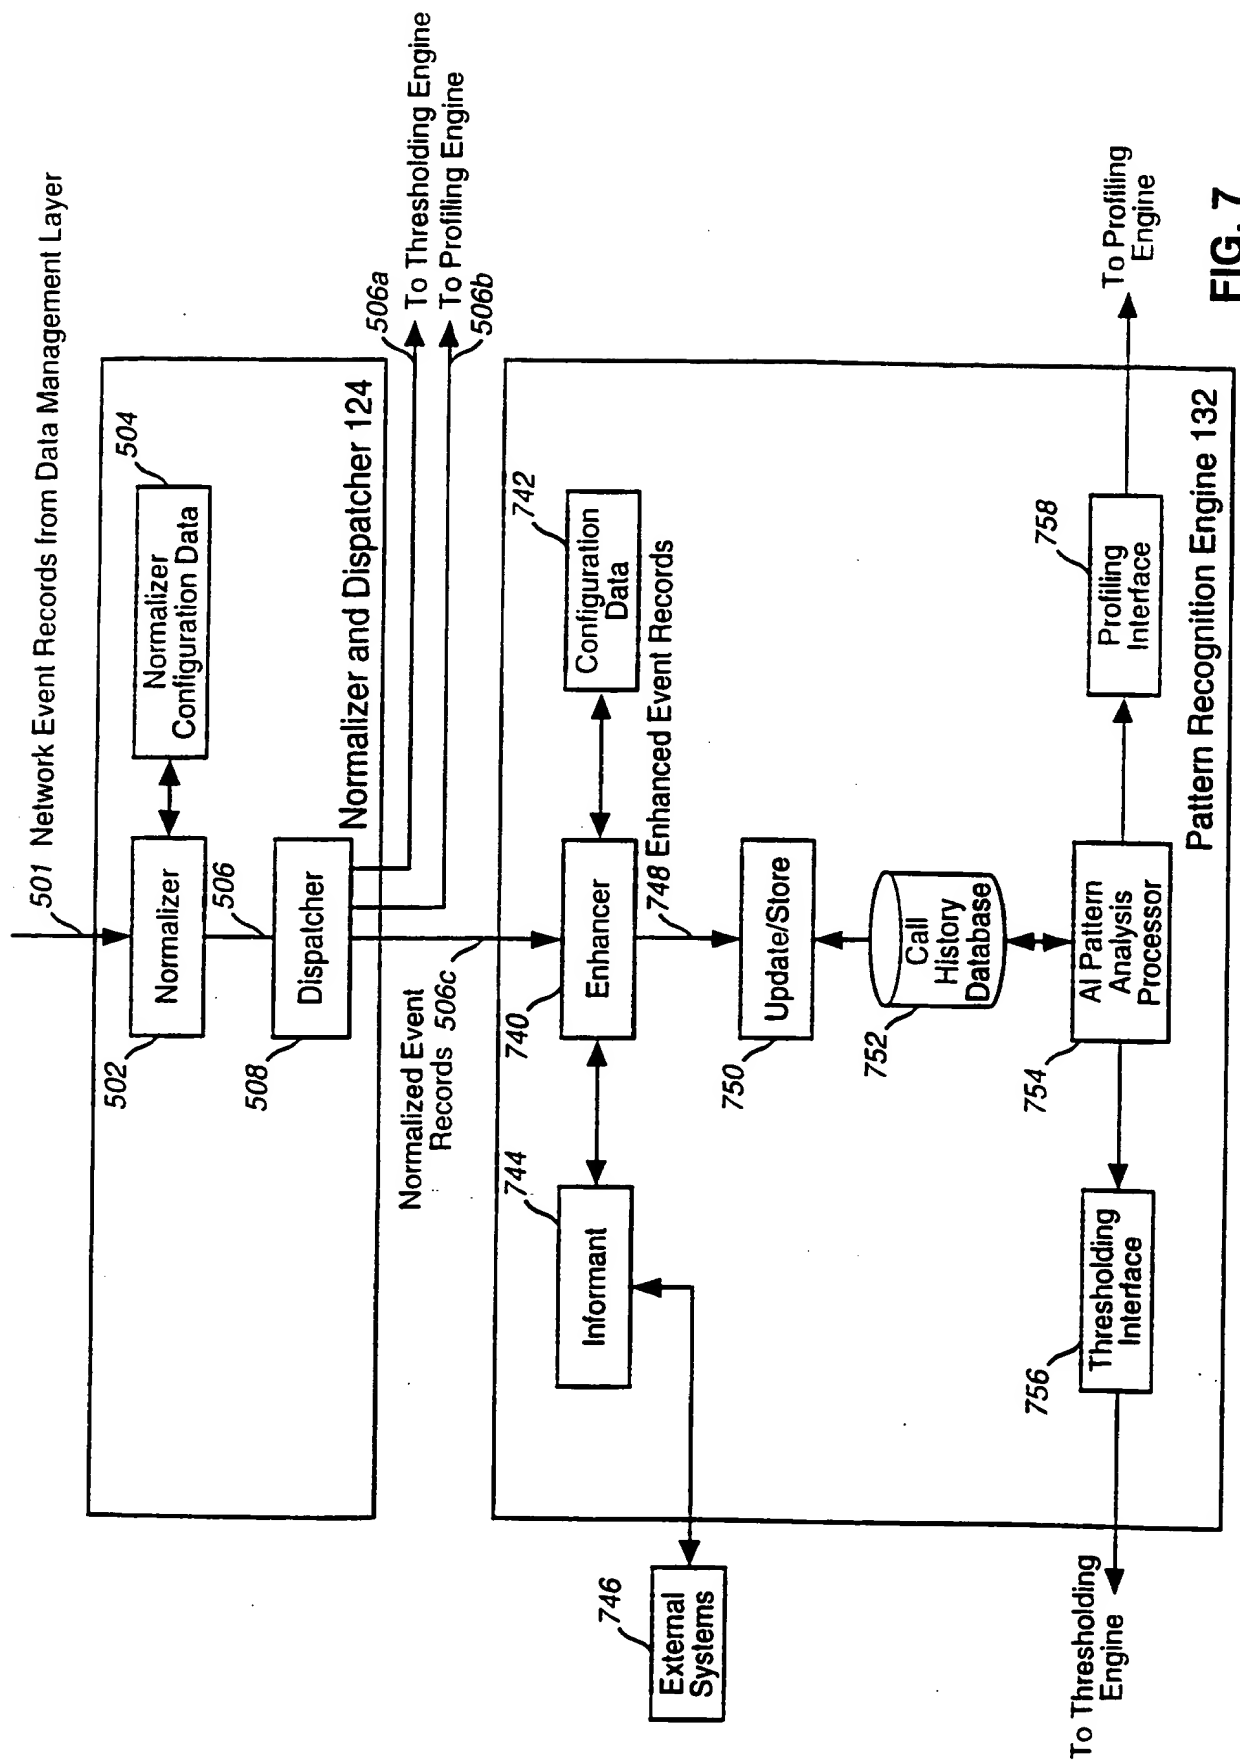 501 Network Event Records from Data Management Layer
502
Normalizer
504
Normalizer
Configuration Data
506
508
Dispatcher
Normalizer and Dispatcher 124
506a
To Thresholding Engine
To Profiling Engine
506b
Normalized Event
Records 506c
744
Informant
740
Enhancer
742
Configuration
Data
746
External
Systems
748 Enhanced Event Records
750
Update/Store
752
Call
History
Database
754
AI Pattern
Analysis
Processor
756
Thresholding
Interface
758
Profiling
Interface
Pattern Recognition Engine 132
To Thresholding
Engine
To Profiling
Engine
FIG. 7